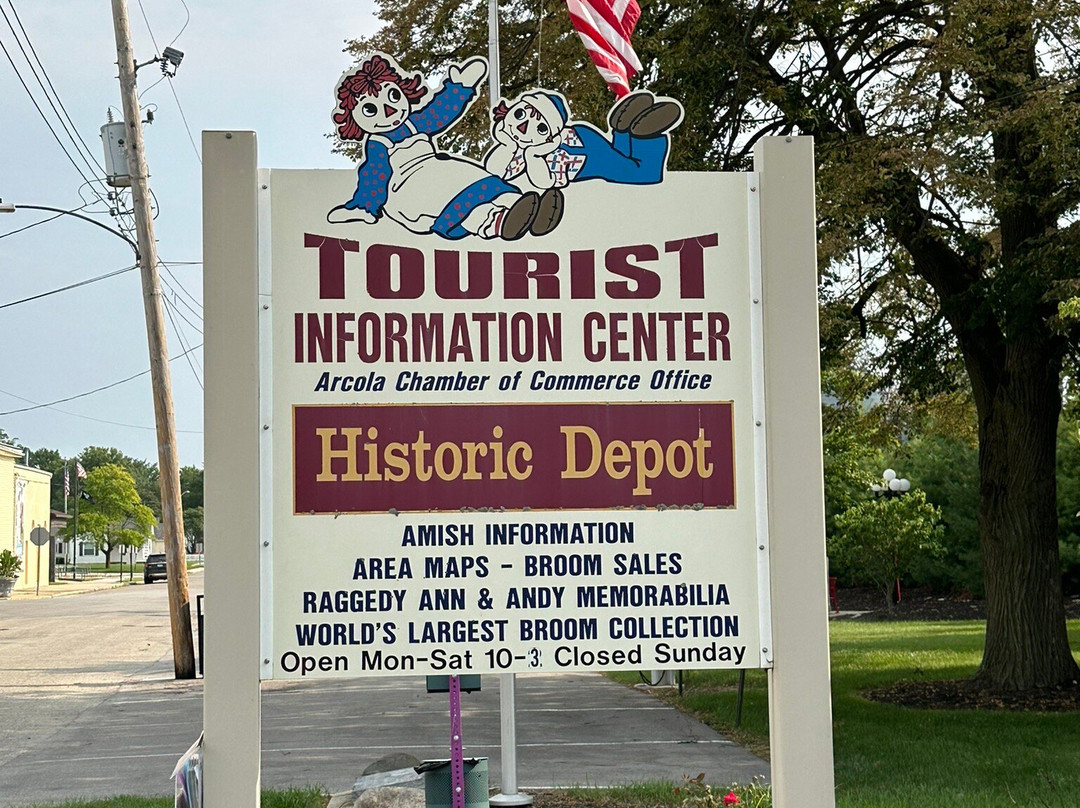 TOURIST
INFORMATION CENTER
Arcola Chamber of Commerce Office
Historic Depot
AMISH INFORMATION
AREA MAPS - BROOM SALES
RAGGEDY ANN & ANDY MEMORABILIA
WORLD'S LARGEST BROOM COLLECTION
Open Mon-Sat 10-3 Closed Sunday